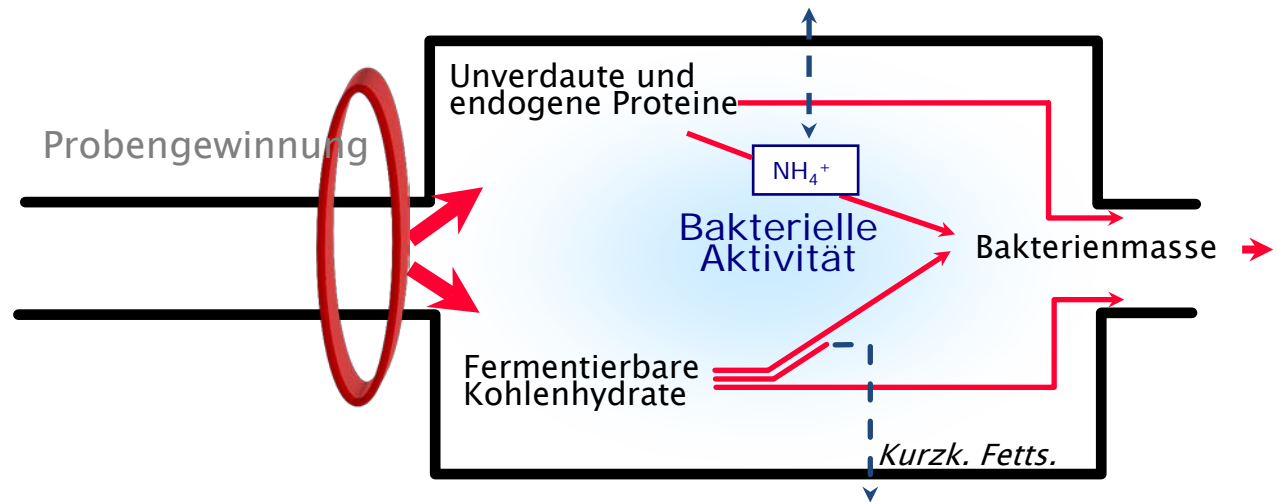 Unverdaute und
endogene Proteine
Probengewinnung
NH₄⁺
Bakterielle
Aktivität
Bakterienmasse
Fermentierbare
Kohlenhydrate
Kurzk. Fetts.